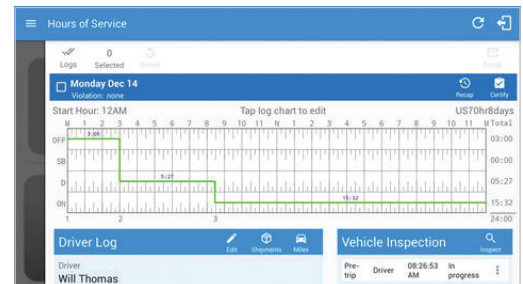 Hours of Service
Logs
0
Selected
Reset
Email
Monday Dec 14
Violation: none
Recap
Certify
Start Hour: 12AM
Tap log chart to edit
US70hr8days
M 1 2 3 4 5 6 7 8 9 10 11 N 1 2 3 4 5 6 7 8 9 10 11 M Total
OFF 3:00 03:00
SB 00:00
D 5:27 05:27
ON 15:32 15:32
1 2 3 24:00
Driver Log
Edit
Shipments
Miles
Driver
Will Thomas
Vehicle Inspection
Inspect
Pre-trip
Driver
08:26:53 AM
In progress